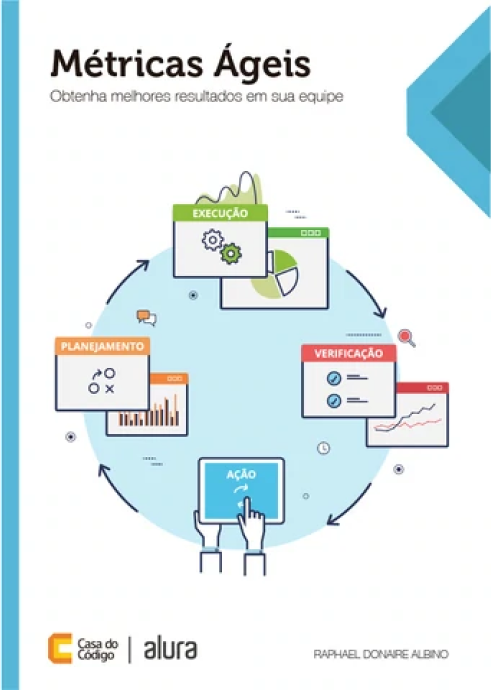 Métricas Ágeis
Obtenha melhores resultados em sua equipe
EXECUÇÃO
PLANEJAMENTO
VERIFICAÇÃO
AÇÃO
Casa do
Código
alura
RAPHAEL DONAIRE ALBINO